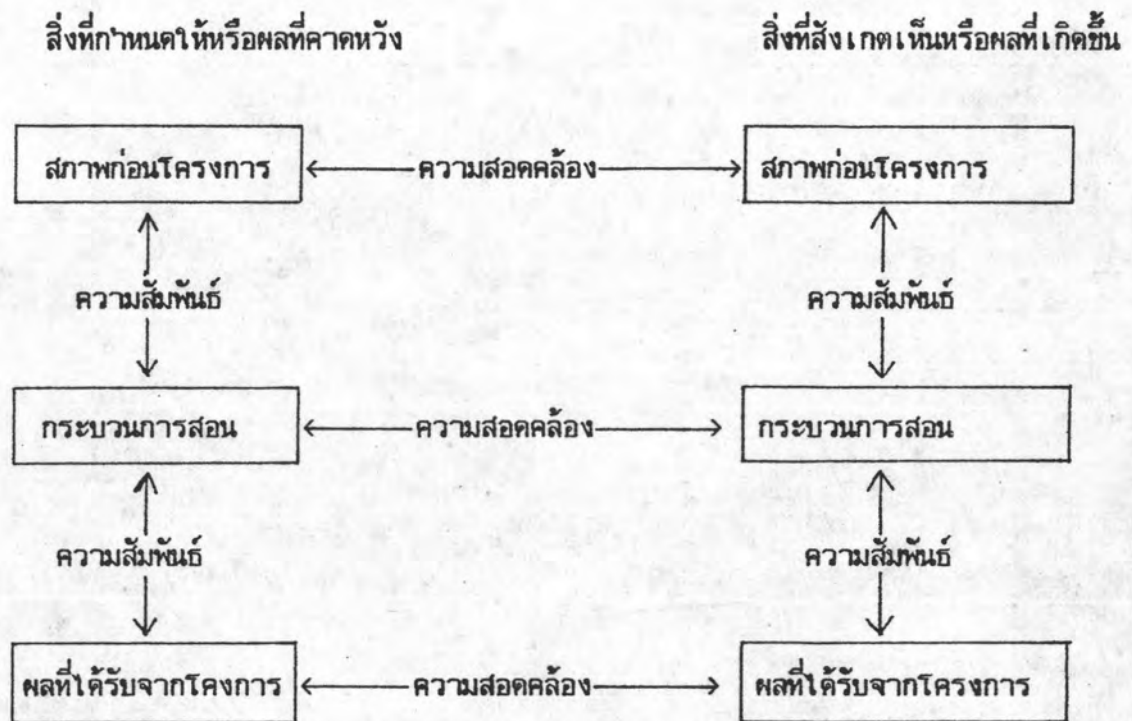 สิ่งที่กำหนดให้หรือผลที่คาดหวัง สิ่งที่สังเกตเห็นหรือผลที่เกิดขึ้น
สภาพก่อนโครงการ ความสอดคล้อง สภาพก่อนโครงการ
ความสัมพันธ์ ความสัมพันธ์
กระบวนการสอน ความสอดคล้อง กระบวนการสอน
ความสัมพันธ์ ความสัมพันธ์
ผลที่ได้รับจากโคงการ ความสอดคล้อง ผลที่ได้รับจากโครงการ